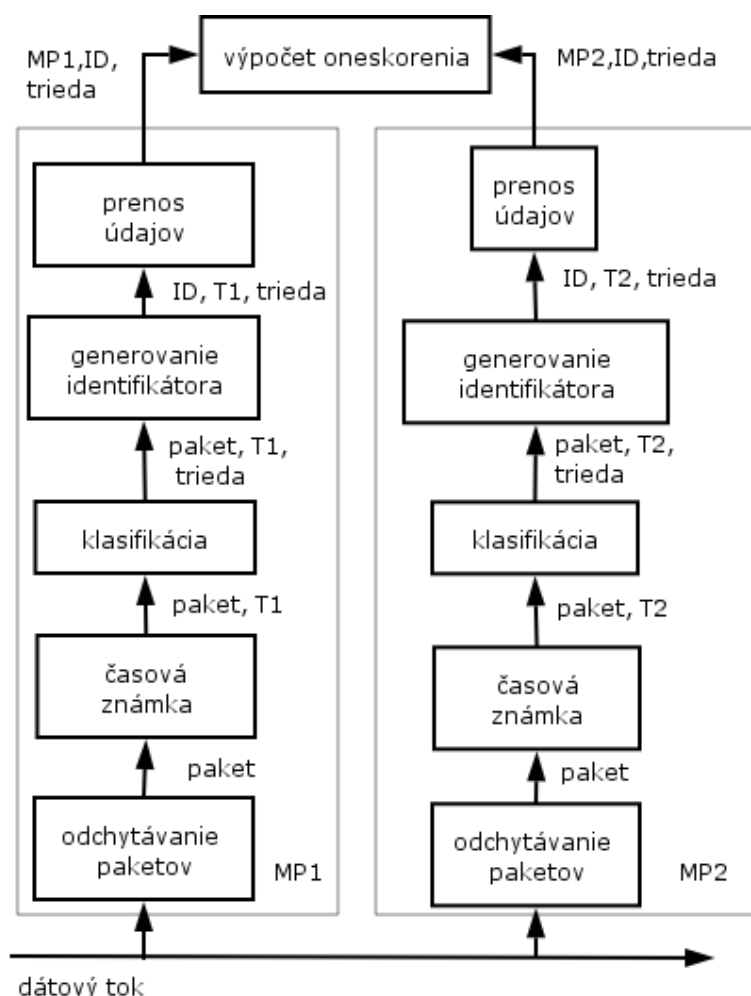 MP1,ID,
trieda
výpočet oneskorenia
MP2,ID,trieda
prenos
údajov
ID, T1, trieda
generovanie
identifikátora
paket, T1,
trieda
klasifikácia
paket, T1
časová
známka
paket
odchytávanie
paketov
MP1
prenos
údajov
ID, T2, trieda
generovanie
identifikátora
paket, T2,
trieda
klasifikácia
paket, T2
časová
známka
paket
odchytávanie
paketov
MP2
dátový tok